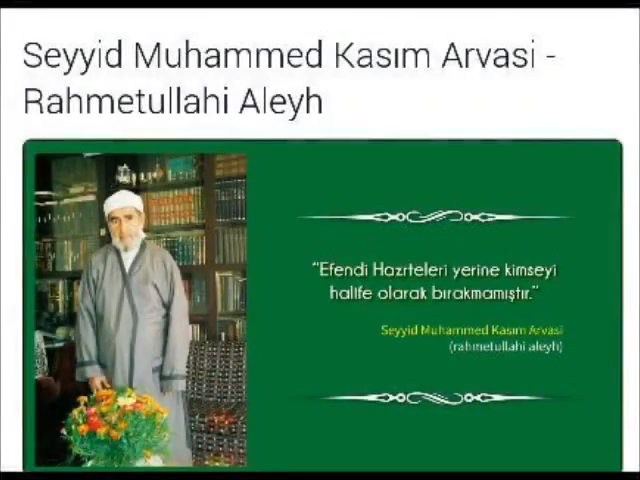 Seyyid Muhammed Kasım Arvasi -
Rahmetullahi Aleyh
"Efendi Hazrteleri yerine kimseyi
halife olarak bırakmamıştır."
Seyyid Muhammed Kasım Arvasi
(rahmetullahi aleyh)